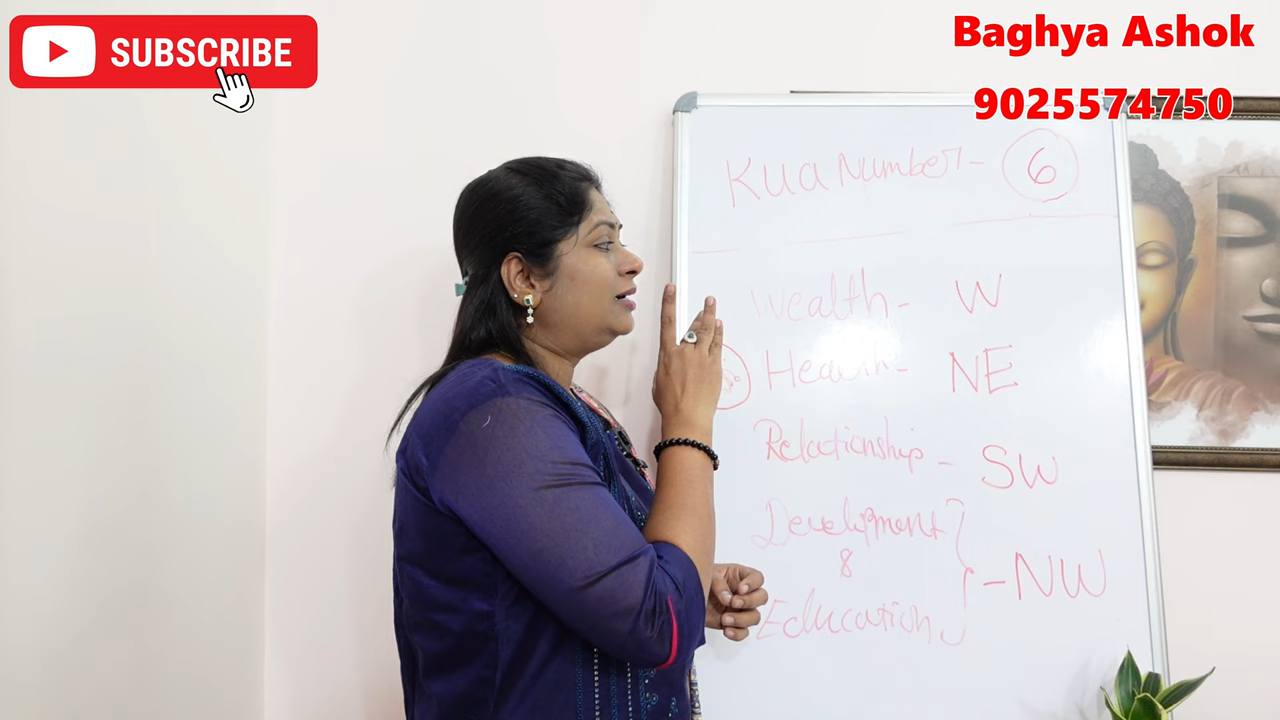 SUBSCRIBE
Baghya Ashok
9025574750
Kua Number - 6
Wealth - W
Health - NE
Relationship - SW
Development
&
Education
- NW